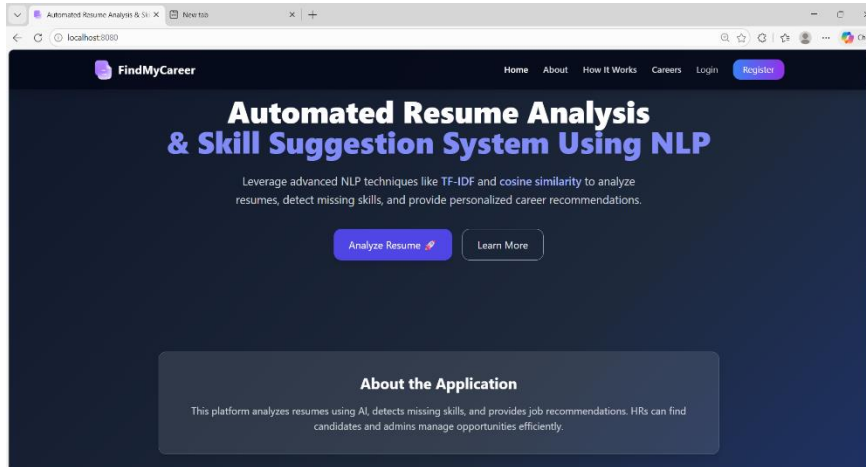 Automated Resume Analysis & Sk
New tab
localhost:8080
FindMyCareer
Home About How It Works Careers Login Register
Automated Resume Analysis
& Skill Suggestion System Using NLP
Leverage advanced NLP techniques like TF-IDF and cosine similarity to analyze
resumes, detect missing skills, and provide personalized career recommendations.
Analyze Resume 🚀 Learn More
About the Application
This platform analyzes resumes using AI, detects missing skills, and provides job recommendations. HRs can find
candidates and admins manage opportunities efficiently.